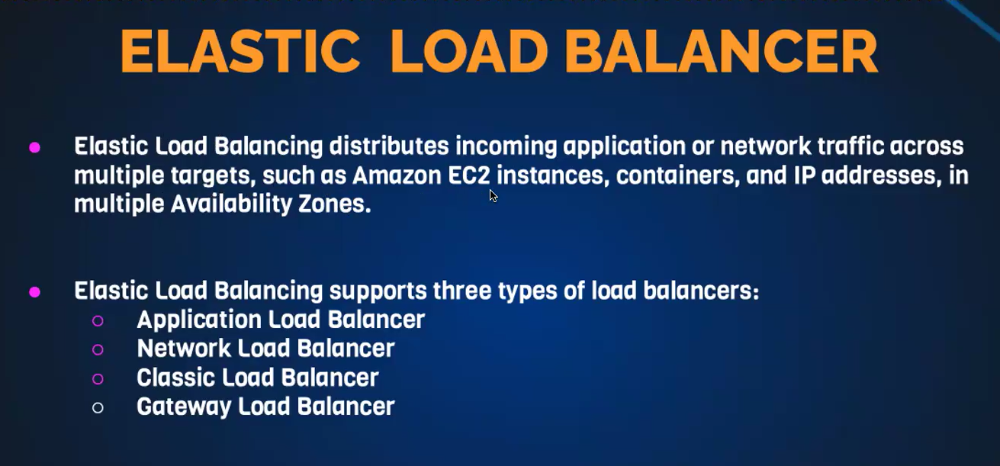 ELASTIC LOAD BALANCER
Elastic Load Balancing distributes incoming application or network traffic across
multiple targets, such as Amazon EC2 instances, containers, and IP addresses, in
multiple Availability Zones.
Elastic Load Balancing supports three types of load balancers:
Application Load Balancer
Network Load Balancer
Classic Load Balancer
Gateway Load Balancer